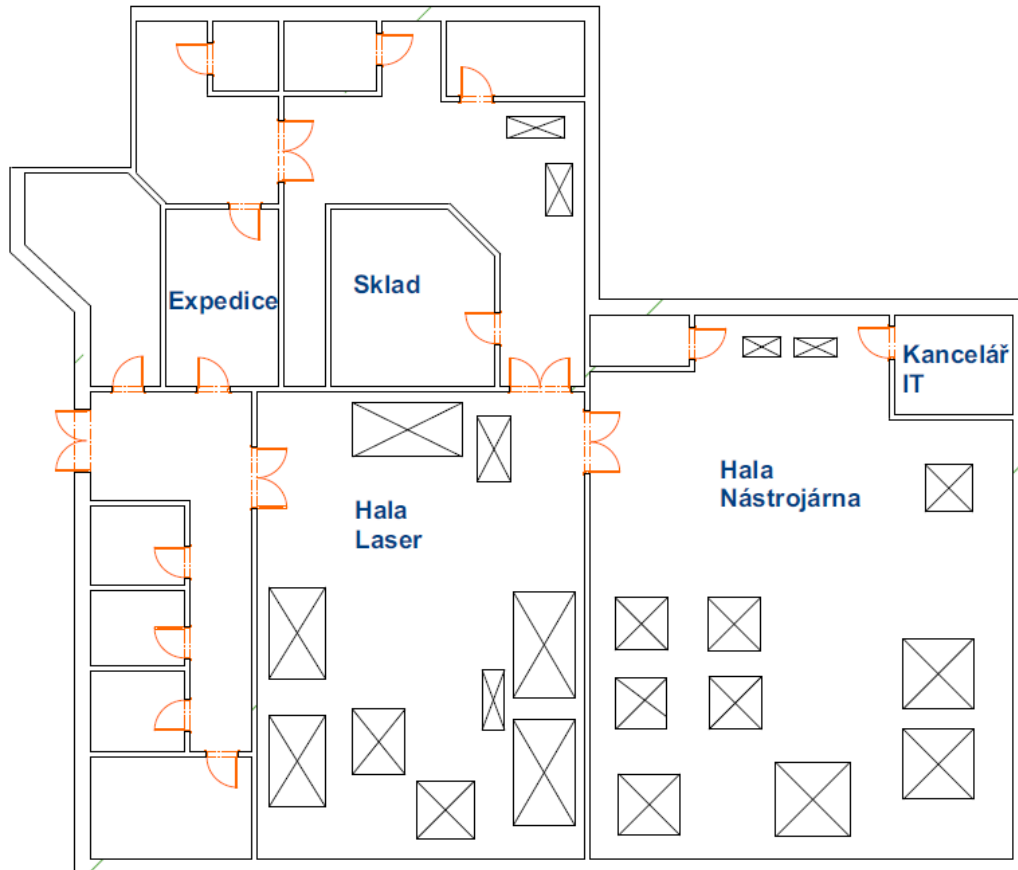 Expedice
Sklad
Kancelář
IT
Hala
Laser
Hala
Nástrojárna